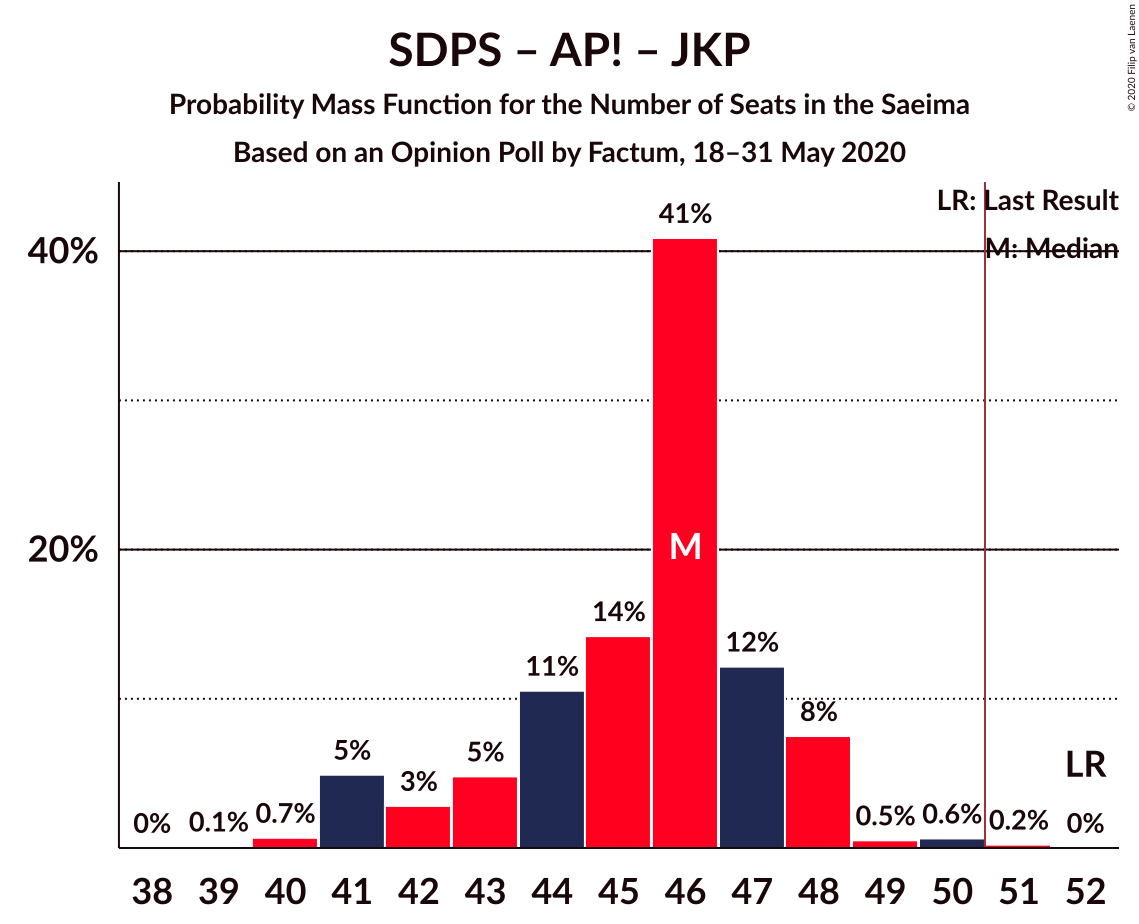 SDPS – AP! – JKP
Probability Mass Function for the Number of Seats in the Saeima
Based on an Opinion Poll by Factum, 18–31 May 2020
© 2020 Filip van Laenen
LR: Last Result
M: Median
40%
20%
0%
0.1%
0.7%
5%
3%
5%
11%
14%
41%
M
12%
8%
0.5%
0.6%
0.2%
LR
0%
38 39 40 41 42 43 44 45 46 47 48 49 50 51 52